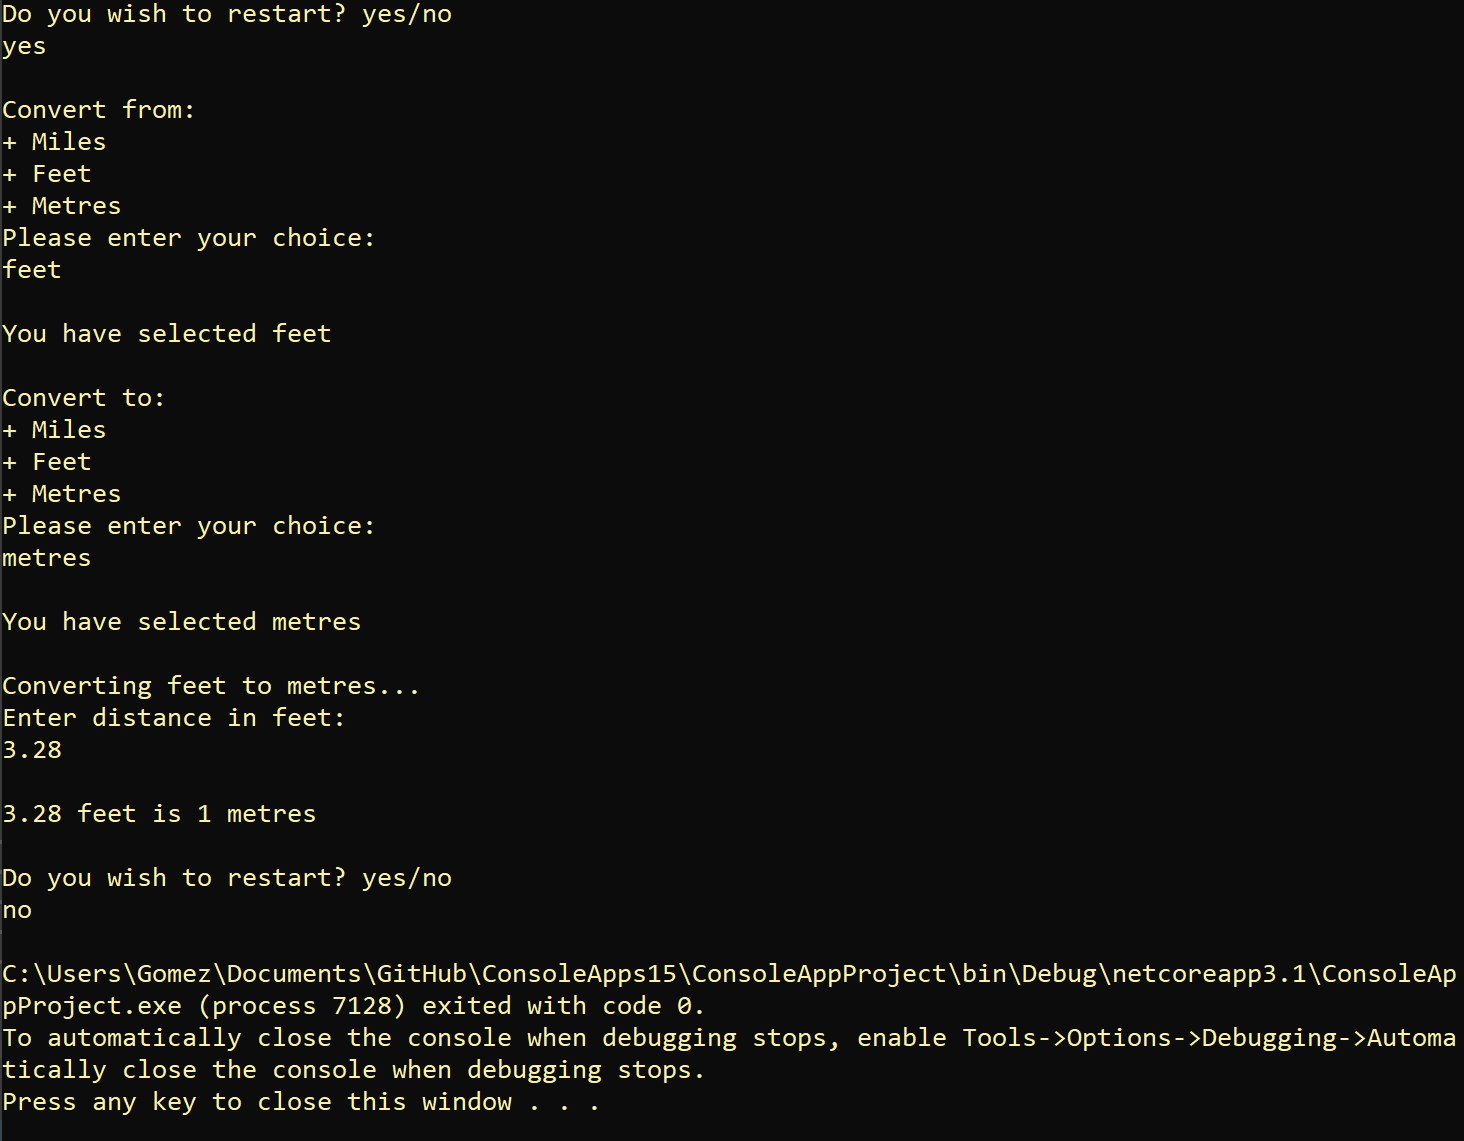 Do you wish to restart? yes/no
yes
Convert from:
+ Miles
+ Feet
+ Metres
Please enter your choice:
feet
You have selected feet
Convert to:
+ Miles
+ Feet
+ Metres
Please enter your choice:
metres
You have selected metres
Converting feet to metres...
Enter distance in feet:
3.28
3.28 feet is 1 metres
Do you wish to restart? yes/no
no
C:\Users\Gomez\Documents\GitHub\ConsoleApps15\ConsoleAppProject\bin\Debug\netcoreapp3.1\ConsoleAp
pProject.exe (process 7128) exited with code 0.
To automatically close the console when debugging stops, enable Tools->Options->Debugging->Automa
tically close the console when debugging stops.
Press any key to close this window . . .